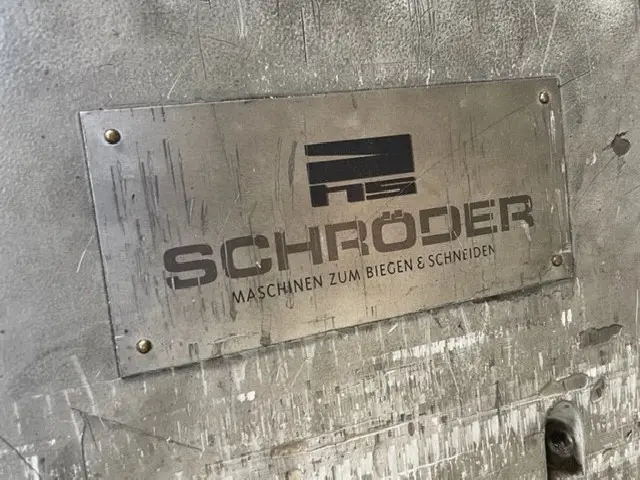 hs
SCHRÖDER
MASCHINEN ZUM BIEGEN & SCHNEIDEN